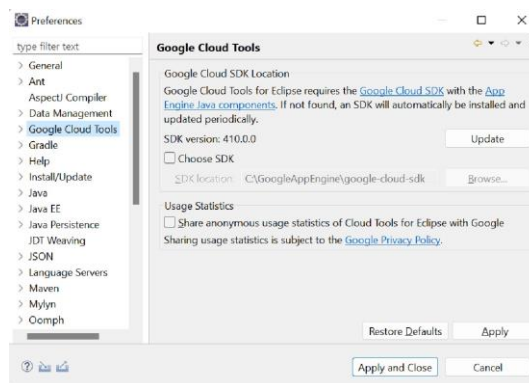 Preferences
type filter text
General
Ant
AspectJ Compiler
Data Management
Google Cloud Tools
Gradle
Help
Install/Update
Java
Java EE
Java Persistence
JDT Weaving
JSON
Language Servers
Maven
Mylyn
Oomph
Google Cloud Tools
Google Cloud SDK Location
Google Cloud Tools for Eclipse requires the Google Cloud SDK with the App
Engine Java components. If not found, an SDK will automatically be installed and
updated periodically.
SDK version: 410.0.0 Update
Choose SDK
SDK location: C:\GoogleAppEngine\google-cloud-sdk Browse...
Usage Statistics
Share anonymous usage statistics of Cloud Tools for Eclipse with Google
Sharing usage statistics is subject to the Google Privacy Policy.
Restore Defaults Apply
Apply and Close Cancel